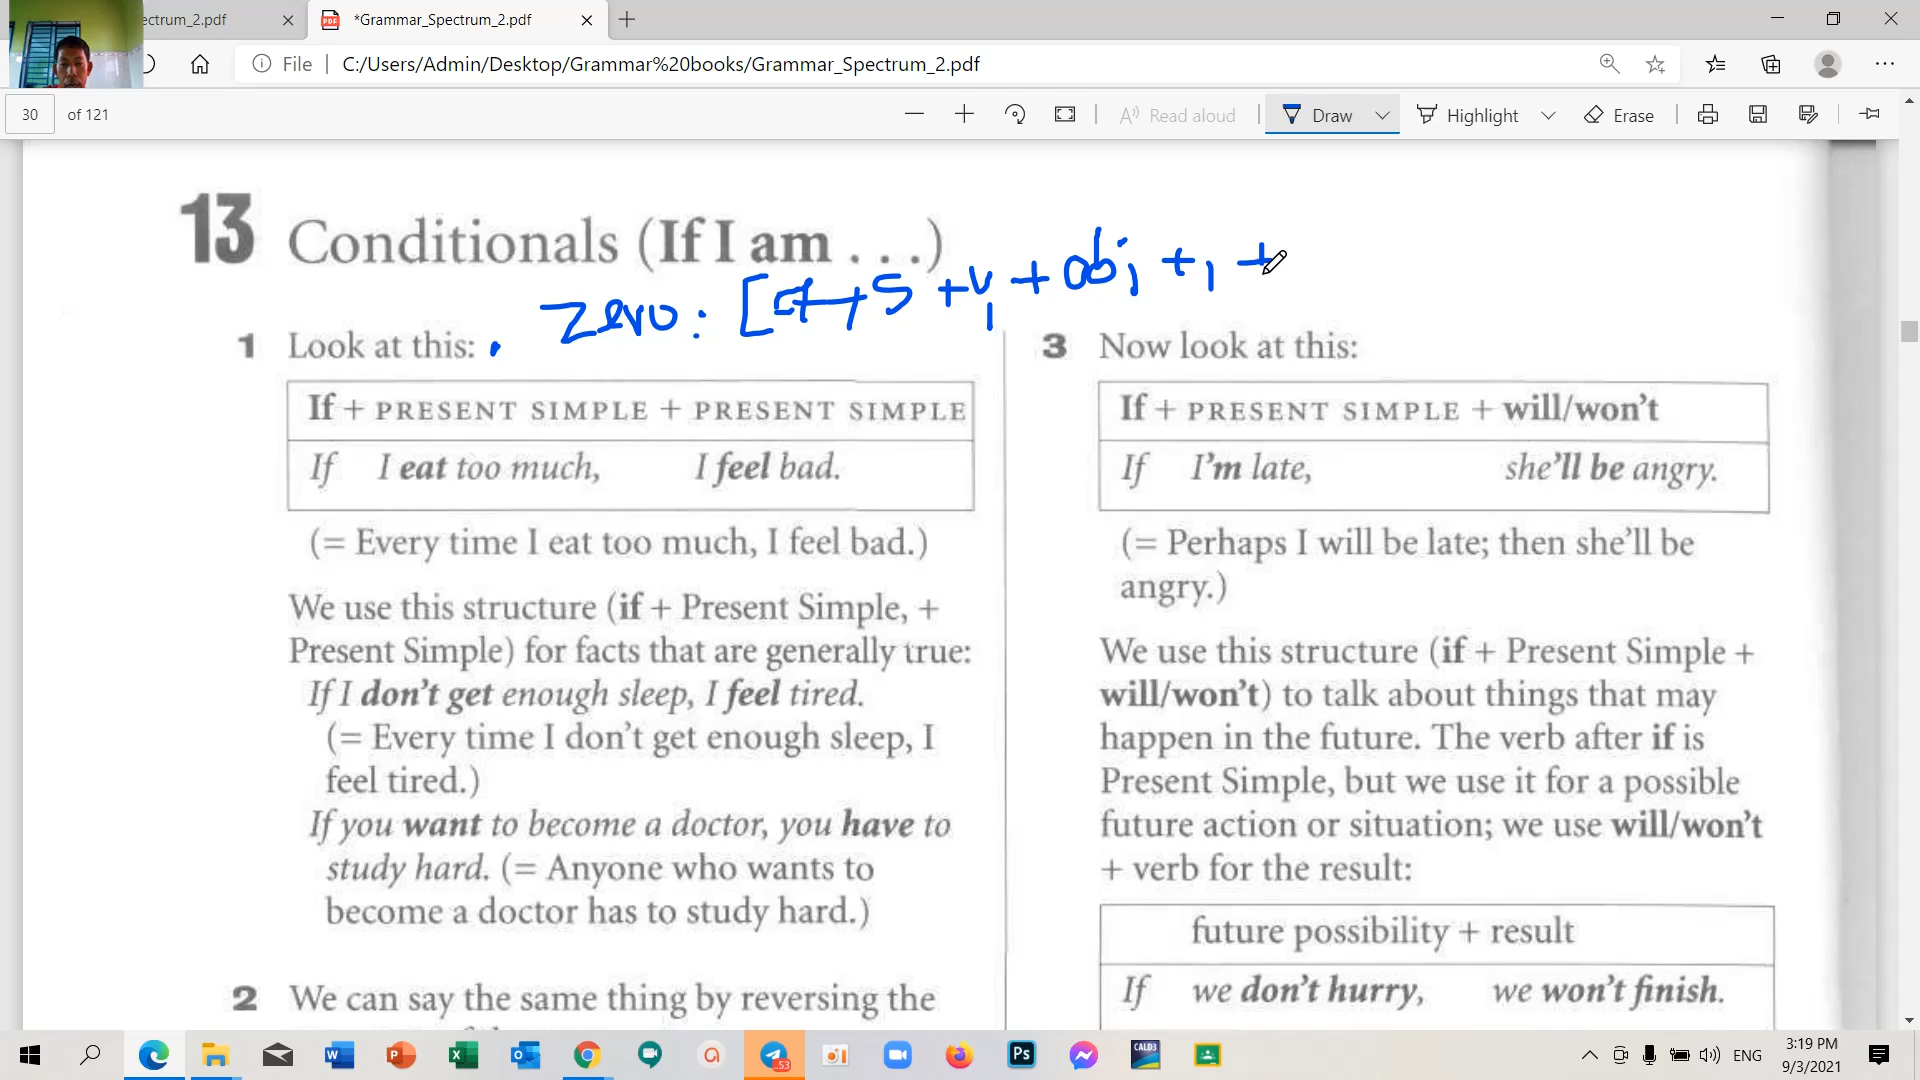 ectrum_2.pdf
*Grammar_Spectrum_2.pdf
File
C:/Users/Admin/Desktop/Grammar%20books/Grammar_Spectrum_2.pdf
30 of 121
Read aloud
Draw
Highlight
Erase
13 Conditionals (If I am . . .)
zero: [If + S + V1 + obj + , +
1 Look at this:
If + PRESENT SIMPLE + PRESENT SIMPLE
If I eat too much, I feel bad.
(= Every time I eat too much, I feel bad.)
We use this structure (if + Present Simple, +
Present Simple) for facts that are generally true:
If I don't get enough sleep, I feel tired.
(= Every time I don't get enough sleep, I
feel tired.)
If you want to become a doctor, you have to
study hard. (= Anyone who wants to
become a doctor has to study hard.)
2 We can say the same thing by reversing the
3 Now look at this:
If + PRESENT SIMPLE + will/won't
If I'm late, she'll be angry.
(= Perhaps I will be late; then she'll be
angry.)
We use this structure (if + Present Simple +
will/won't) to talk about things that may
happen in the future. The verb after if is
Present Simple, but we use it for a possible
future action or situation; we use will/won't
+ verb for the result:
future possibility + result
If we don't hurry, we won't finish.
53
CALD3
ENG
3:19 PM
9/3/2021